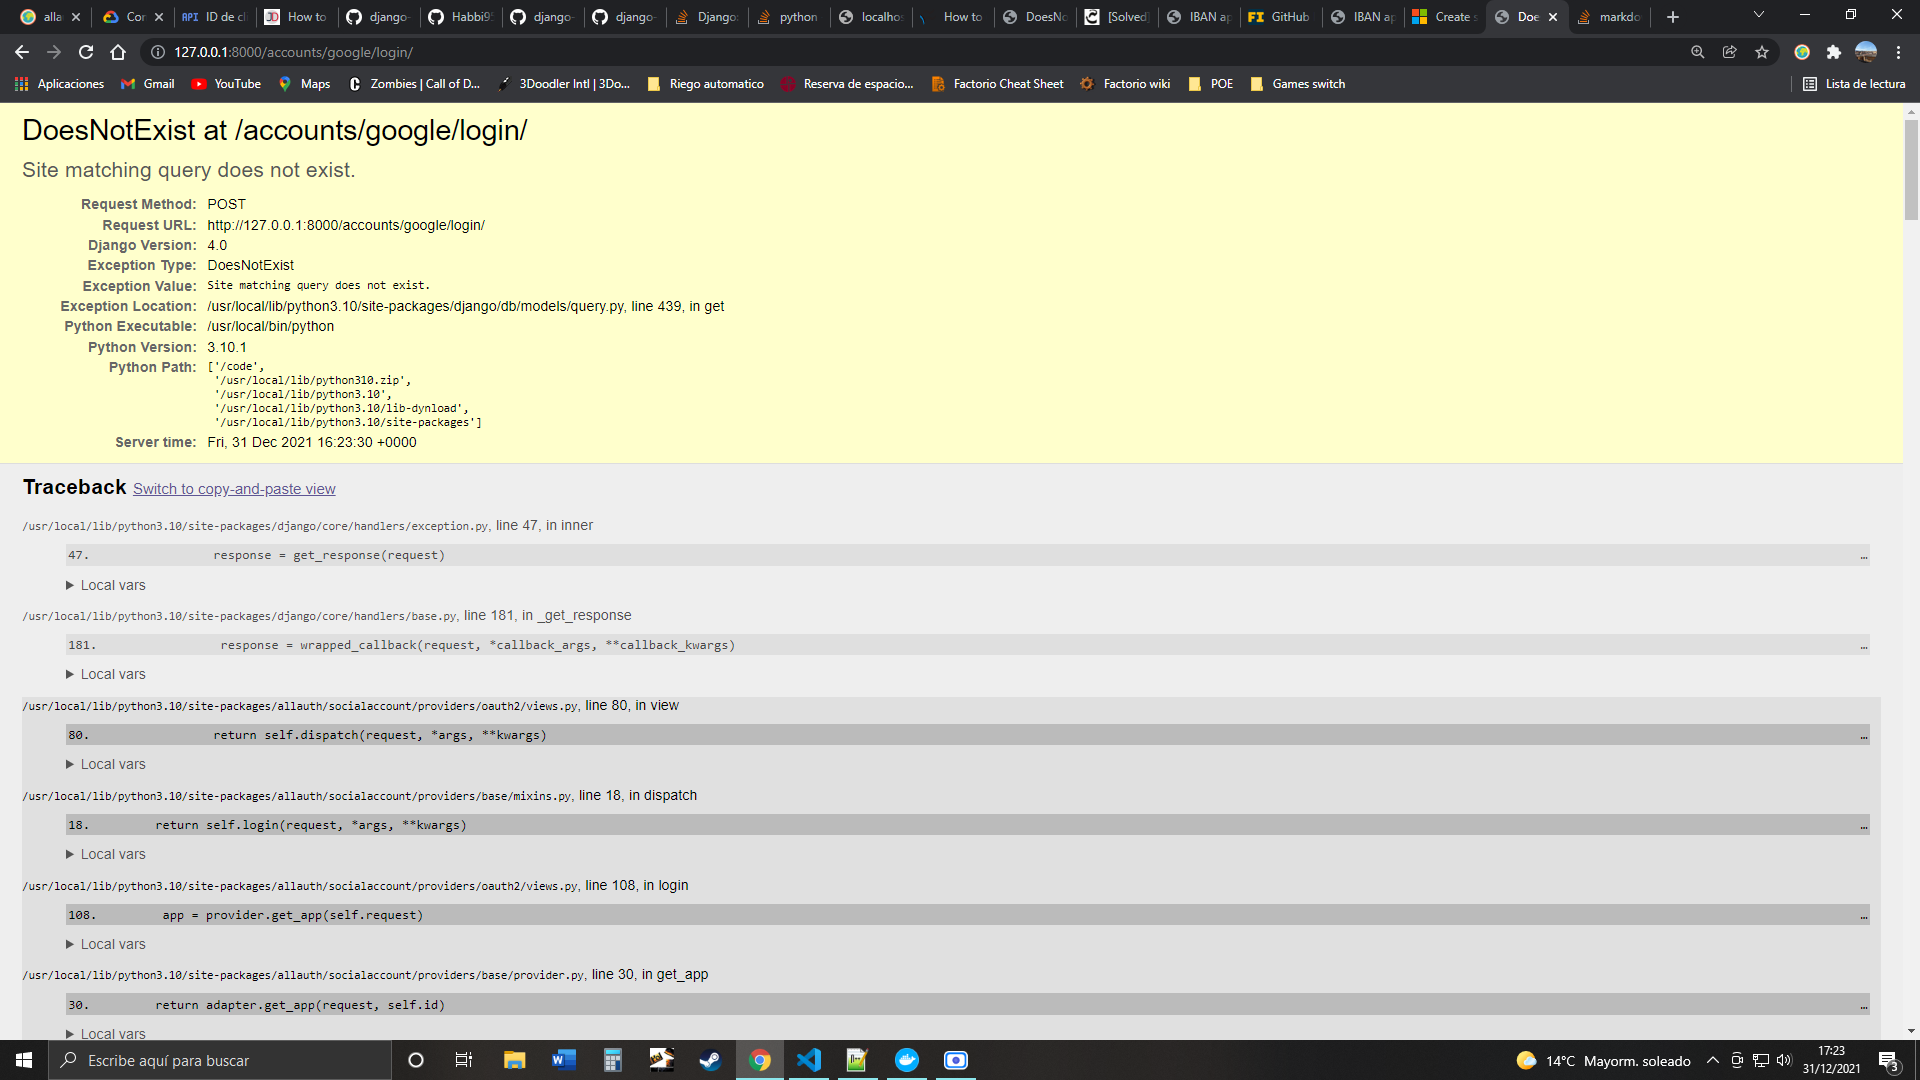 alla
Con
API ID de cli
How to
django-
Habbi95
django-
django-
Django:
python
localhos
How to
DoesNo
[Solved]
IBAN ap
GitHub
IBAN ap
Create s
Doe
markdo
127.0.0.1:8000/accounts/google/login/
Aplicaciones
Gmail
YouTube
Maps
Zombies | Call of D...
3Doodler Intl | 3Do...
Riego automatico
Reserva de espacio...
Factorio Cheat Sheet
Factorio wiki
POE
Games switch
Lista de lectura
DoesNotExist at /accounts/google/login/
Site matching query does not exist.
Request Method: POST
Request URL: http://127.0.0.1:8000/accounts/google/login/
Django Version: 4.0
Exception Type: DoesNotExist
Exception Value: Site matching query does not exist.
Exception Location: /usr/local/lib/python3.10/site-packages/django/db/models/query.py, line 439, in get
Python Executable: /usr/local/bin/python
Python Version: 3.10.1
Python Path: ['/code',
'/usr/local/lib/python310.zip',
'/usr/local/lib/python3.10',
'/usr/local/lib/python3.10/lib-dynload',
'/usr/local/lib/python3.10/site-packages']
Server time: Fri, 31 Dec 2021 16:23:30 +0000
Traceback Switch to copy-and-paste view
/usr/local/lib/python3.10/site-packages/django/core/handlers/exception.py, line 47, in inner
47. response = get_response(request) …
▶ Local vars
/usr/local/lib/python3.10/site-packages/django/core/handlers/base.py, line 181, in _get_response
181. response = wrapped_callback(request, *callback_args, **callback_kwargs) …
▶ Local vars
/usr/local/lib/python3.10/site-packages/allauth/socialaccount/providers/oauth2/views.py, line 80, in view
80. return self.dispatch(request, *args, **kwargs) …
▶ Local vars
/usr/local/lib/python3.10/site-packages/allauth/socialaccount/providers/base/mixins.py, line 18, in dispatch
18. return self.login(request, *args, **kwargs) …
▶ Local vars
/usr/local/lib/python3.10/site-packages/allauth/socialaccount/providers/oauth2/views.py, line 108, in login
108. app = provider.get_app(self.request) …
▶ Local vars
/usr/local/lib/python3.10/site-packages/allauth/socialaccount/providers/base/provider.py, line 30, in get_app
30. return adapter.get_app(request, self.id) …
▶ Local vars
Escribe aquí para buscar
14°C Mayorm. soleado
17:23
31/12/2021
3